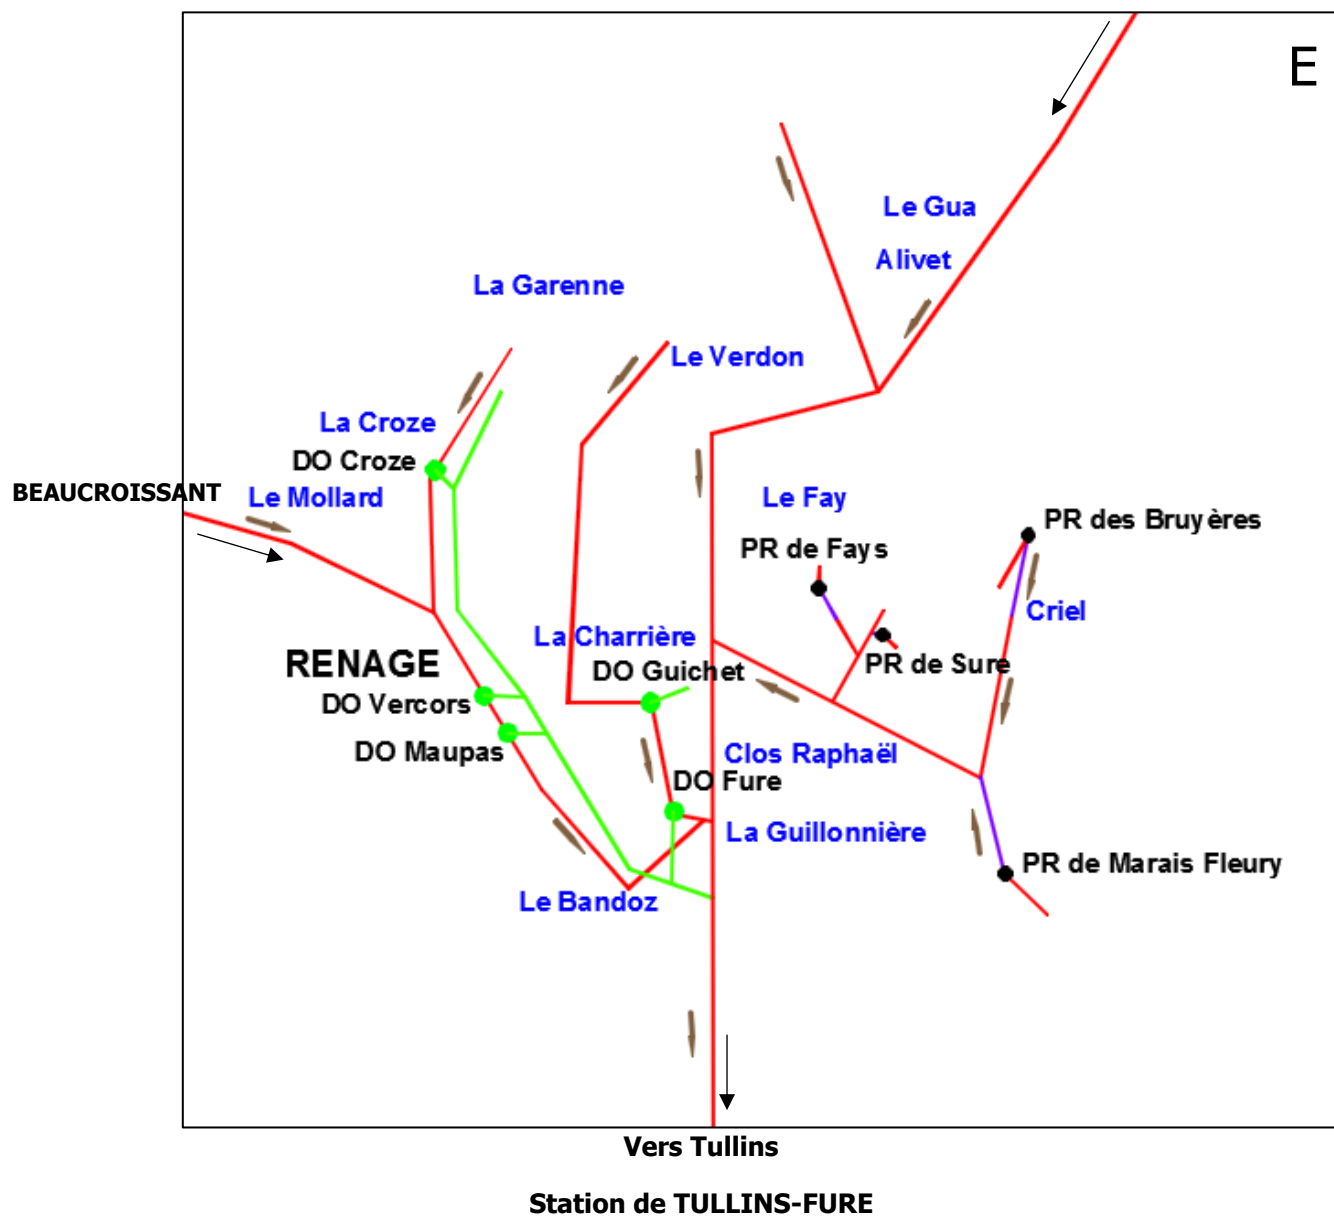 E
Le Gua
Alivet
La Garenne
Le Verdon
La Croze
DO Croze
BEAUCROISSANT
Le Mollard
Le Fay
PR des Bruyères
PR de Fays
Criel
La Charrière
RENAGE
DO Guichet
PR de Sure
DO Vercors
DO Maupas
Clos Raphaël
DO Fure
La Guillonnière
PR de Marais Fleury
Le Bandoz
Vers Tullins
Station de TULLINS-FURE